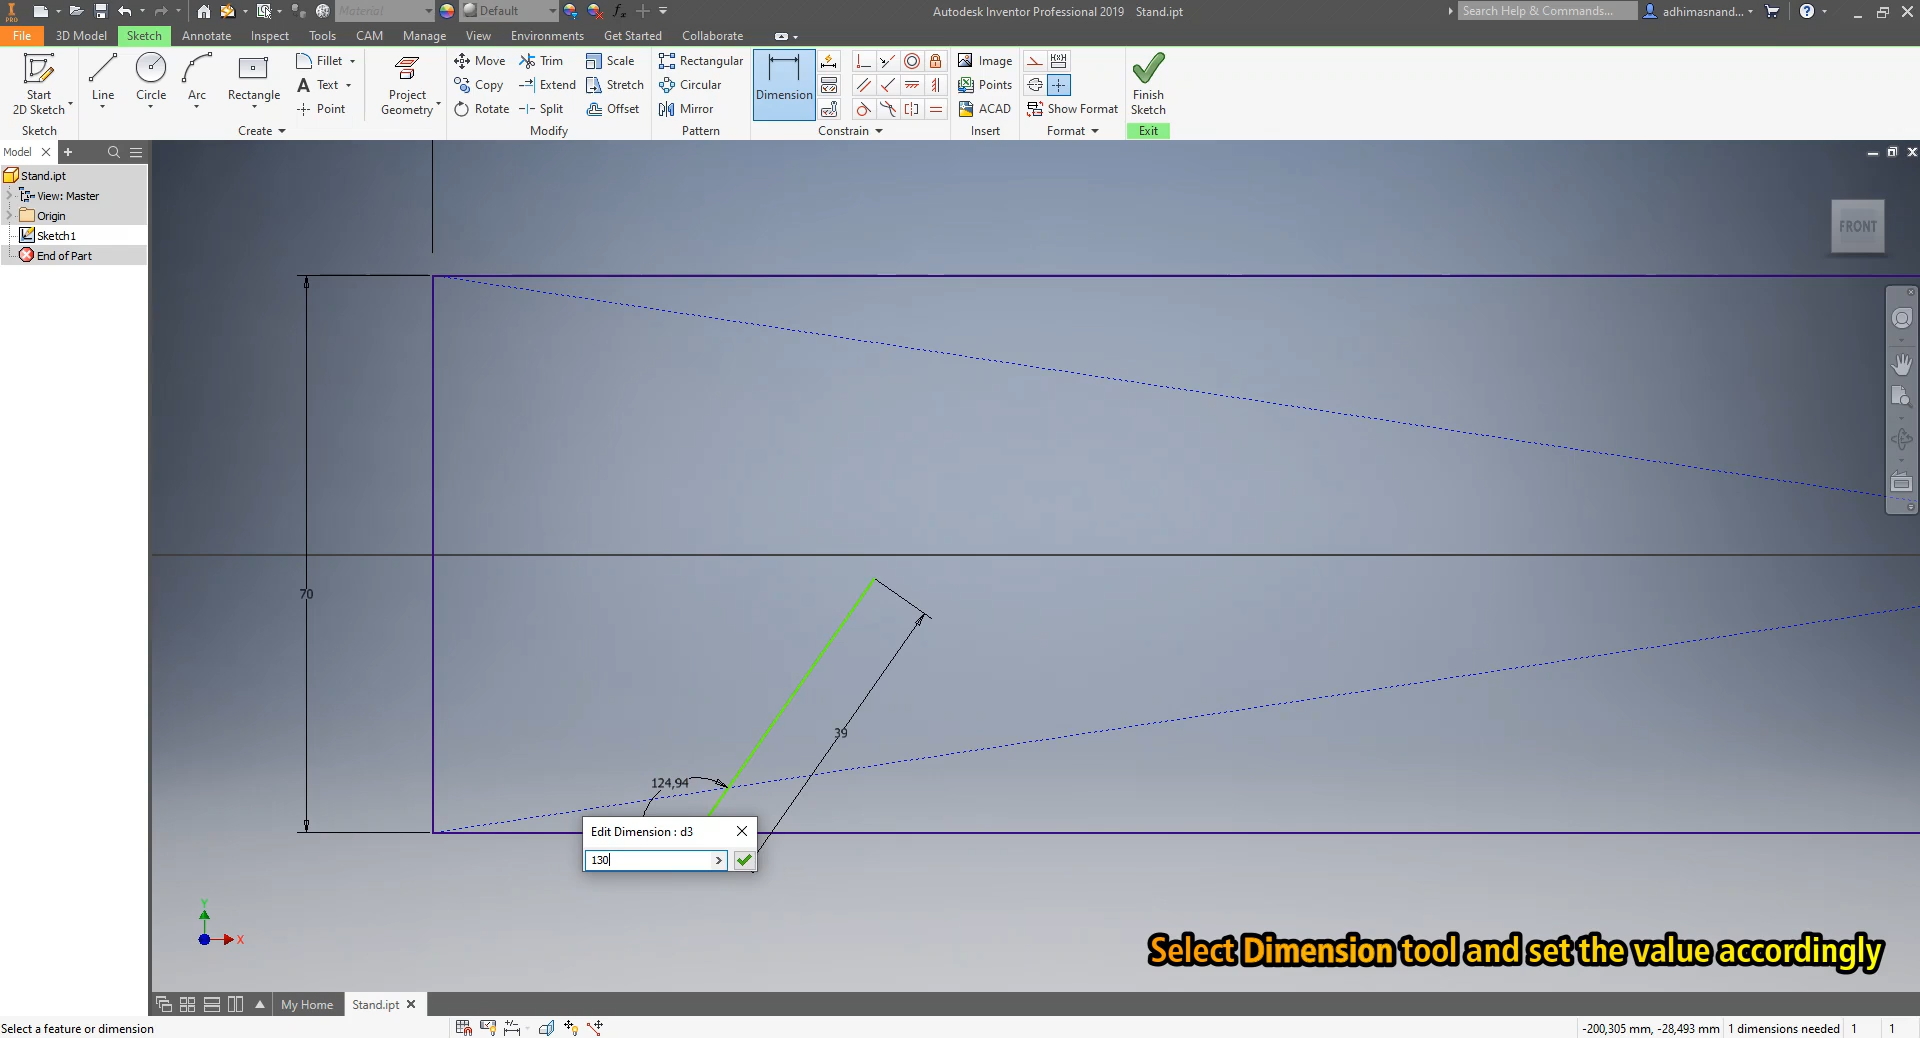 Material
Default
Autodesk Inventor Professional 2019 Stand.ipt
Search Help & Commands...
adhimasnand...
PRO
File 3D Model Sketch Annotate Inspect Tools CAM Manage View Environments Get Started Collaborate
Start
2D Sketch
Line
Circle
Arc
Rectangle
Fillet
Text
Point
Project
Geometry
Move Trim Scale
Copy Extend Stretch
Rotate Split Offset
Rectangular
Circular
Mirror
Dimension
Image
Points
ACAD
Show Format
Finish
Sketch
Sketch Create Modify Pattern Constrain Insert Format Exit
Model
Stand.ipt
View: Master
Origin
Sketch1
End of Part
FRONT
70
39
124,94
Edit Dimension : d3
130
Y
X
Select Dimension tool and set the value accordingly
My Home Stand.ipt
Select a feature or dimension
-200,305 mm, -28,493 mm 1 dimensions needed 1 1